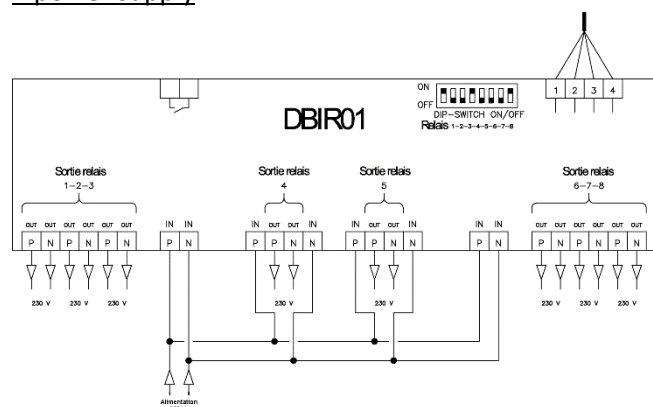 ON
OFF
DIP-SWITCH ON/OFF
Relais 1-2-3-4-5-6-7-8
1 2 3 4
DBIR01
Sortie relais
1-2-3
Sortie relais
4
Sortie relais
5
Sortie relais
6-7-8
OUT OUT OUT OUT OUT OUT IN IN IN OUT OUT IN IN OUT OUT IN IN IN OUT OUT OUT OUT OUT OUT
P N P N P N P N P P N N P P N N P N P N P N P N
230 V 230 V 230 V 230 V 230 V 230 V 230 V 230 V
Alimentation